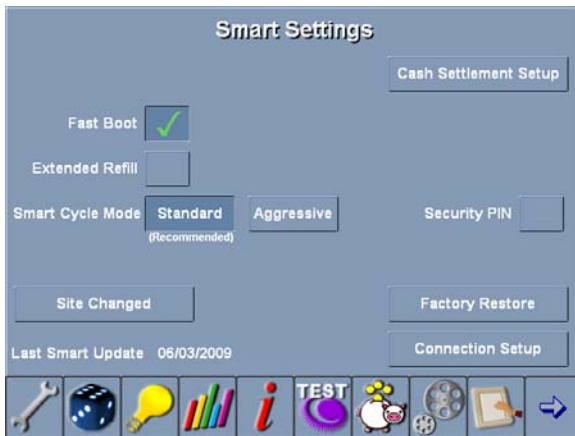 Smart Settings
Cash Settlement Setup
Fast Boot
Extended Refill
Smart Cycle Mode Standard Aggressive Security PIN
(Recommended)
Site Changed Factory Restore
Last Smart Update 06/03/2009 Connection Setup
i TEST